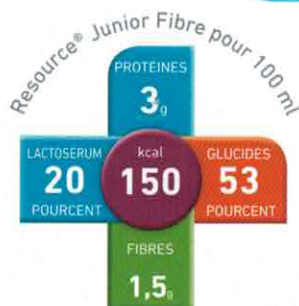 Resource® Junior Fibre pour 100 ml
PROTEINES
3g
LACTOSERUM
20
POURCENT
kcal
150
GLUCIDES
53
POURCENT
FIBRES
1,5g